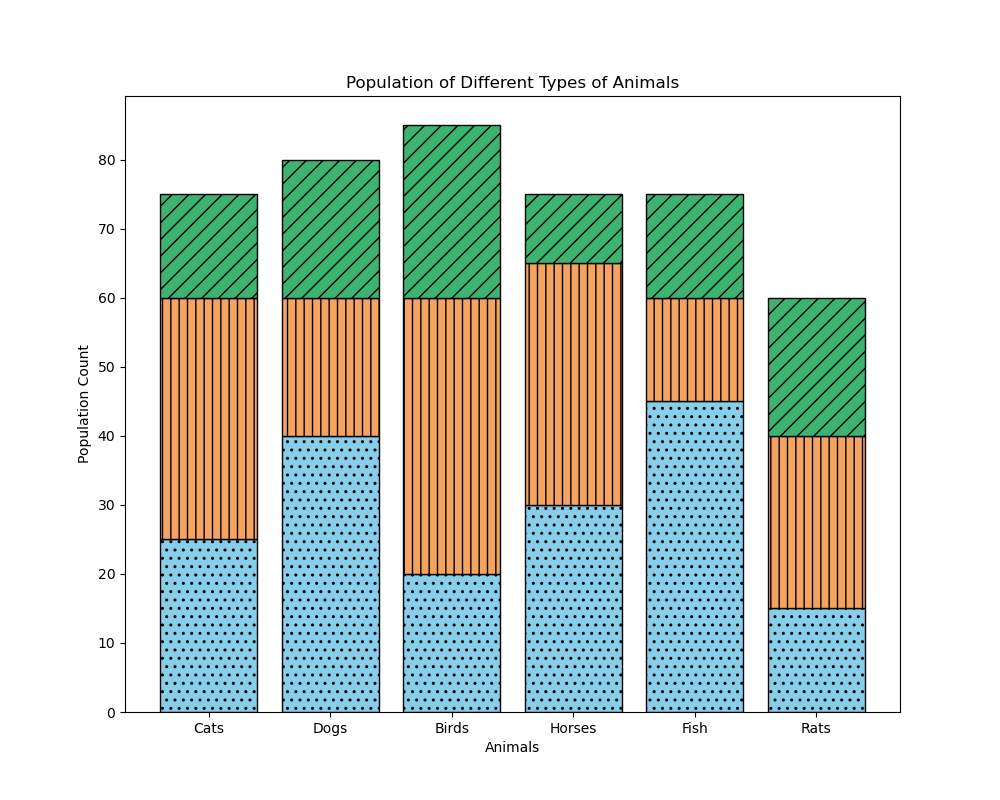 Population of Different Types of Animals
80
70
60
50
40
30
20
10
0
Population Count
Cats Dogs Birds Horses Fish Rats
Animals